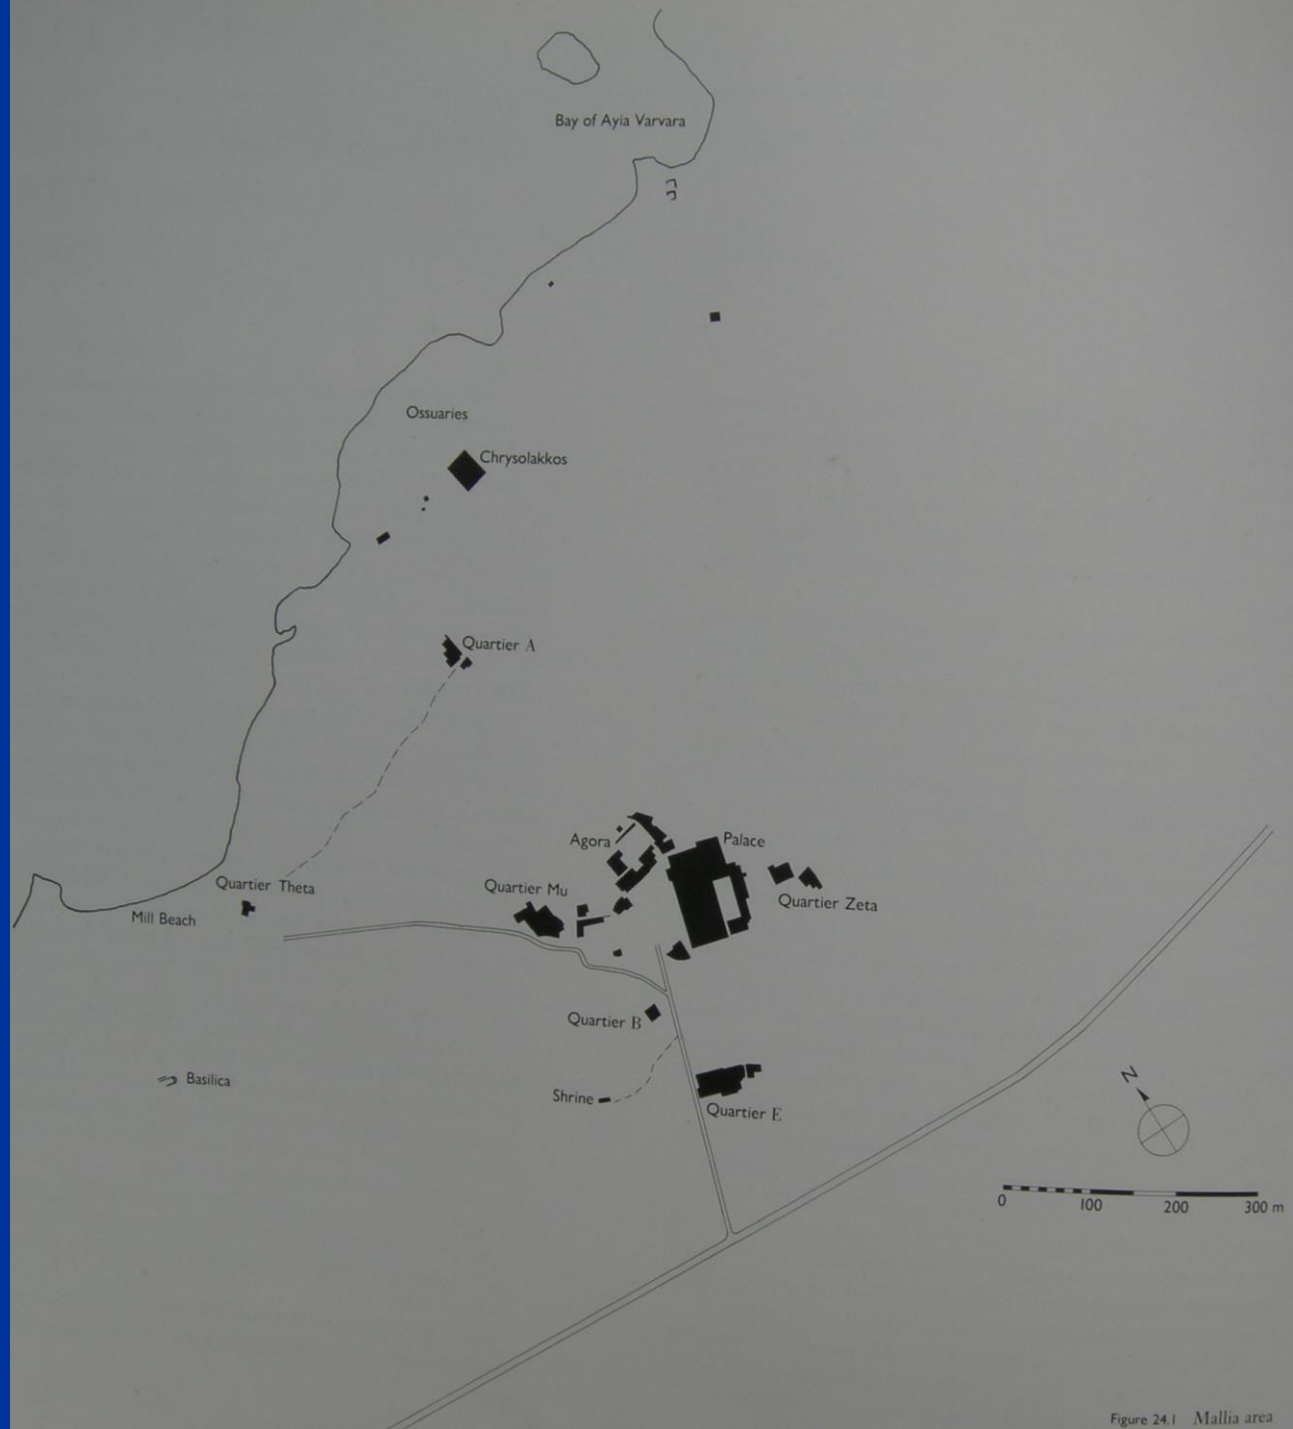 Bay of Ayia Varvara
Ossuaries
Chrysolakkos
Quartier A
Agora
Palace
Quartier Theta
Quartier Mu
Quartier Zeta
Mill Beach
Quartier B
Basilica
Shrine
Quartier E
N
0 100 200 300 m
Figure 24.1 Mallia area